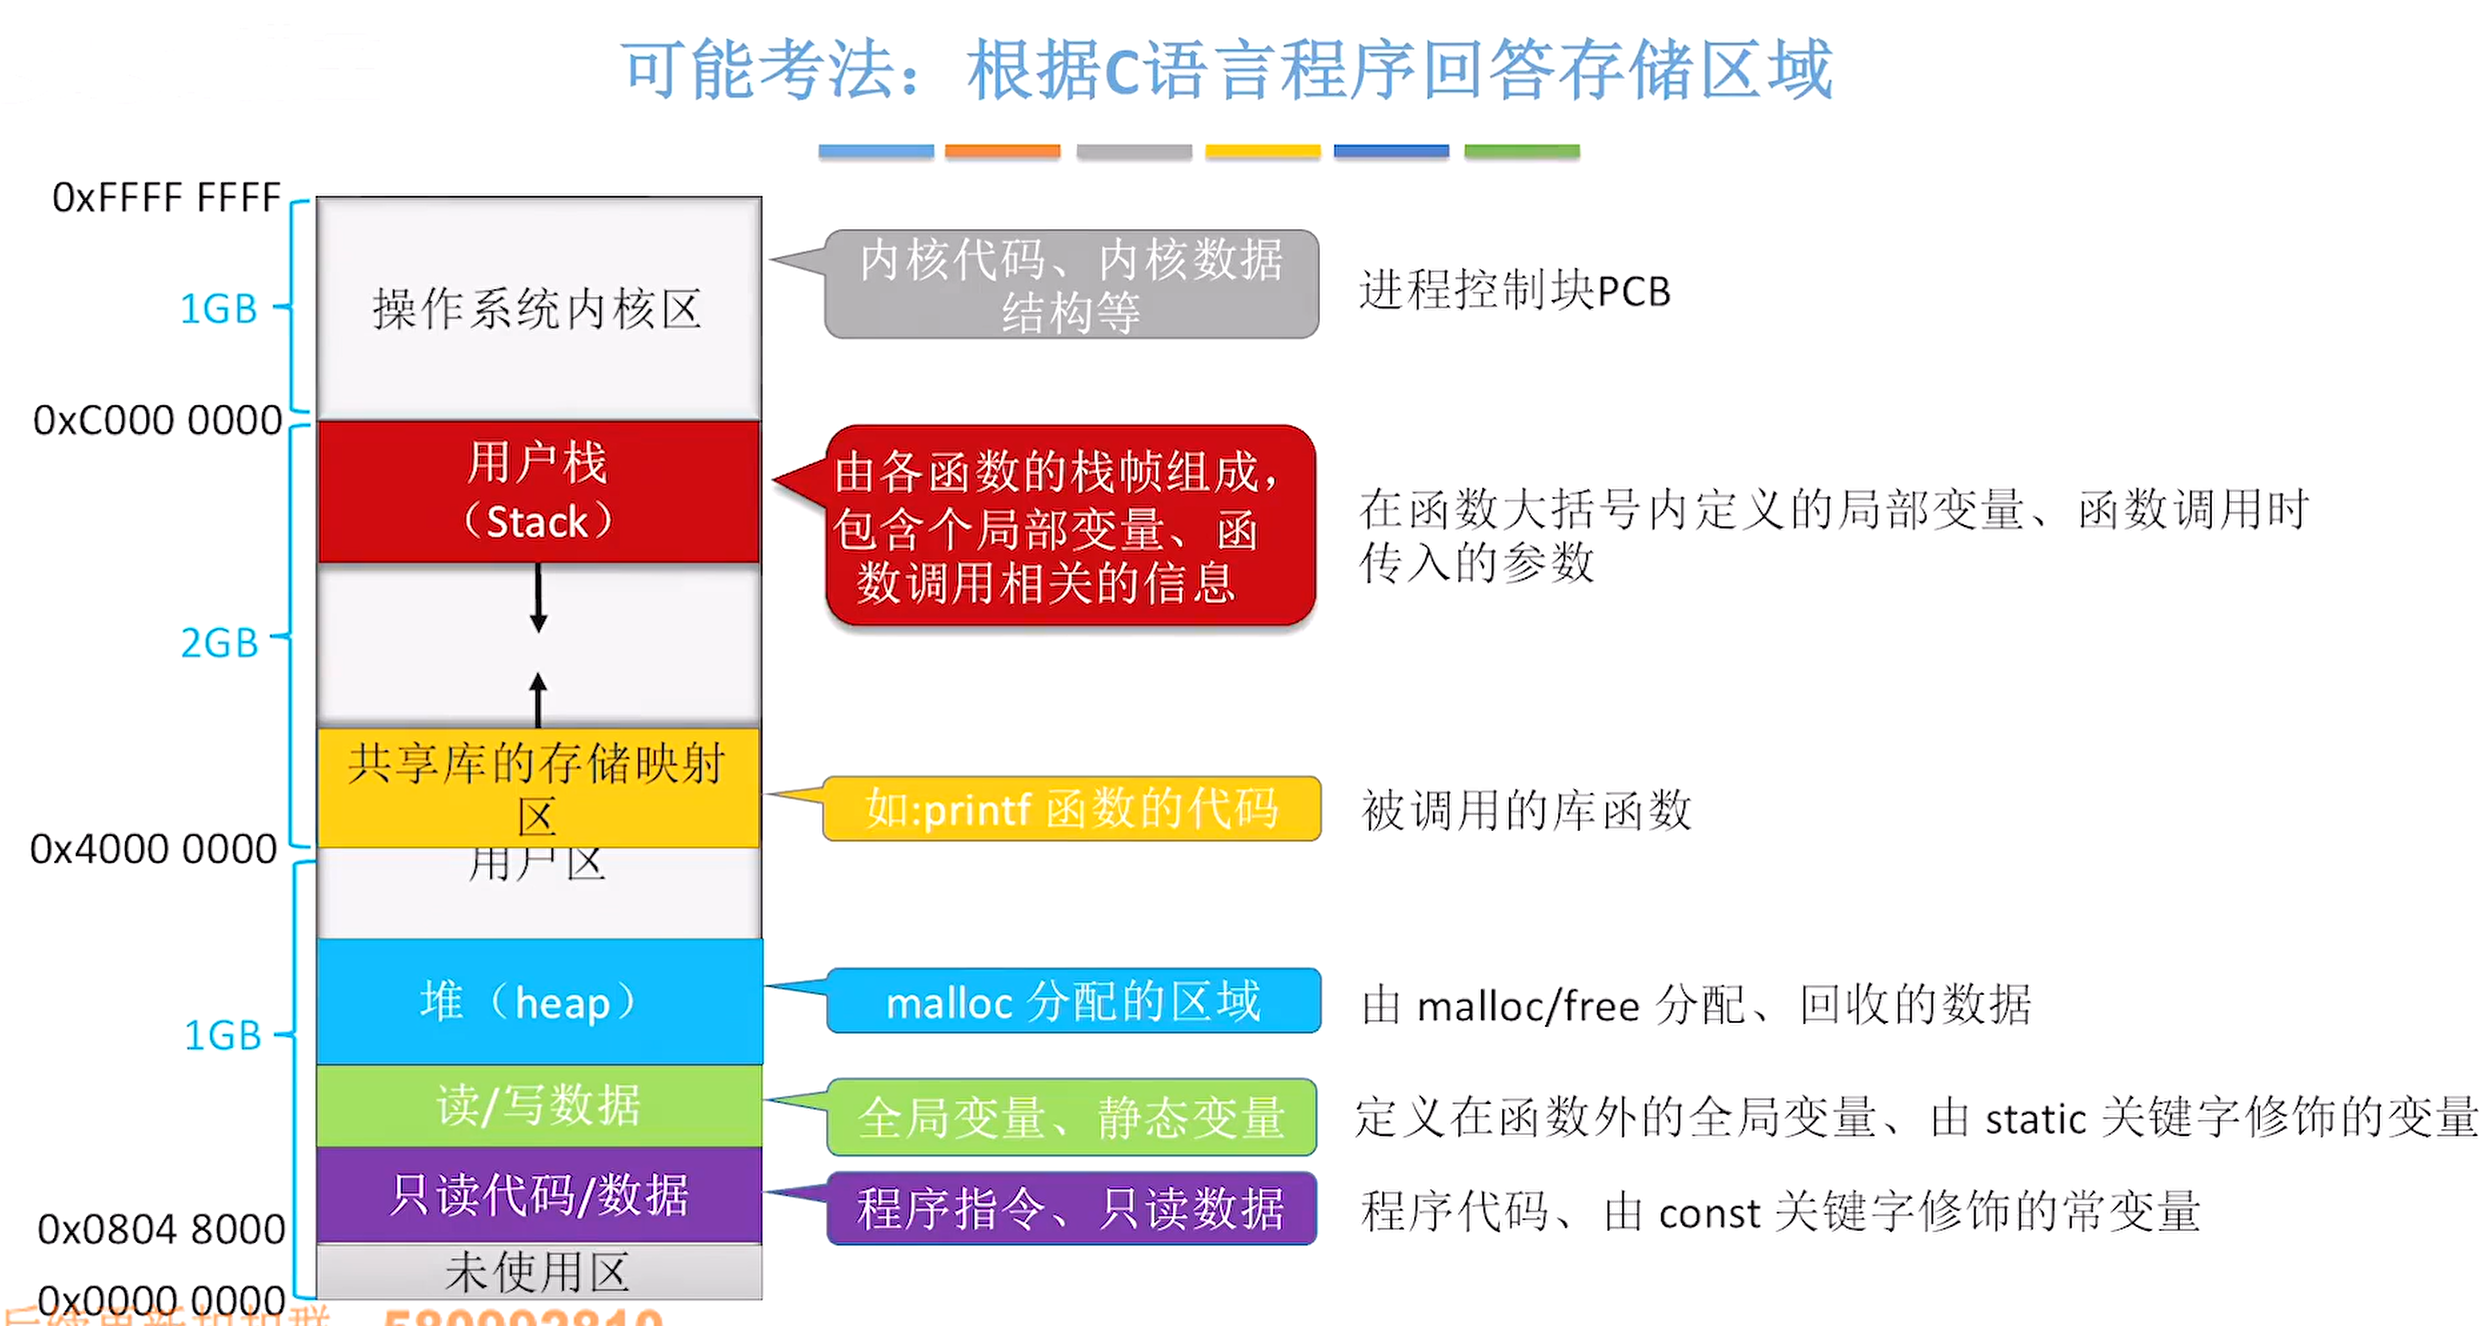 可能考法：根据C语言程序回答存储区域
0xFFFF FFFF
1GB
操作系统内核区
内核代码、内核数据
结构等
进程控制块PCB
0xC000 0000
用户栈
（Stack）
由各函数的栈帧组成，
包含个局部变量、函
数调用相关的信息
在函数大括号内定义的局部变量、函数调用时
传入的参数
2GB
共享库的存储映射
区
如:printf 函数的代码
被调用的库函数
0x4000 0000
用户区
堆（heap）
malloc 分配的区域
由 malloc/free 分配、回收的数据
1GB
读/写数据
全局变量、静态变量
定义在函数外的全局变量、由 static 关键字修饰的变量
只读代码/数据
程序指令、只读数据
程序代码、由 const 关键字修饰的常变量
0x0804 8000
未使用区
0x0000 0000